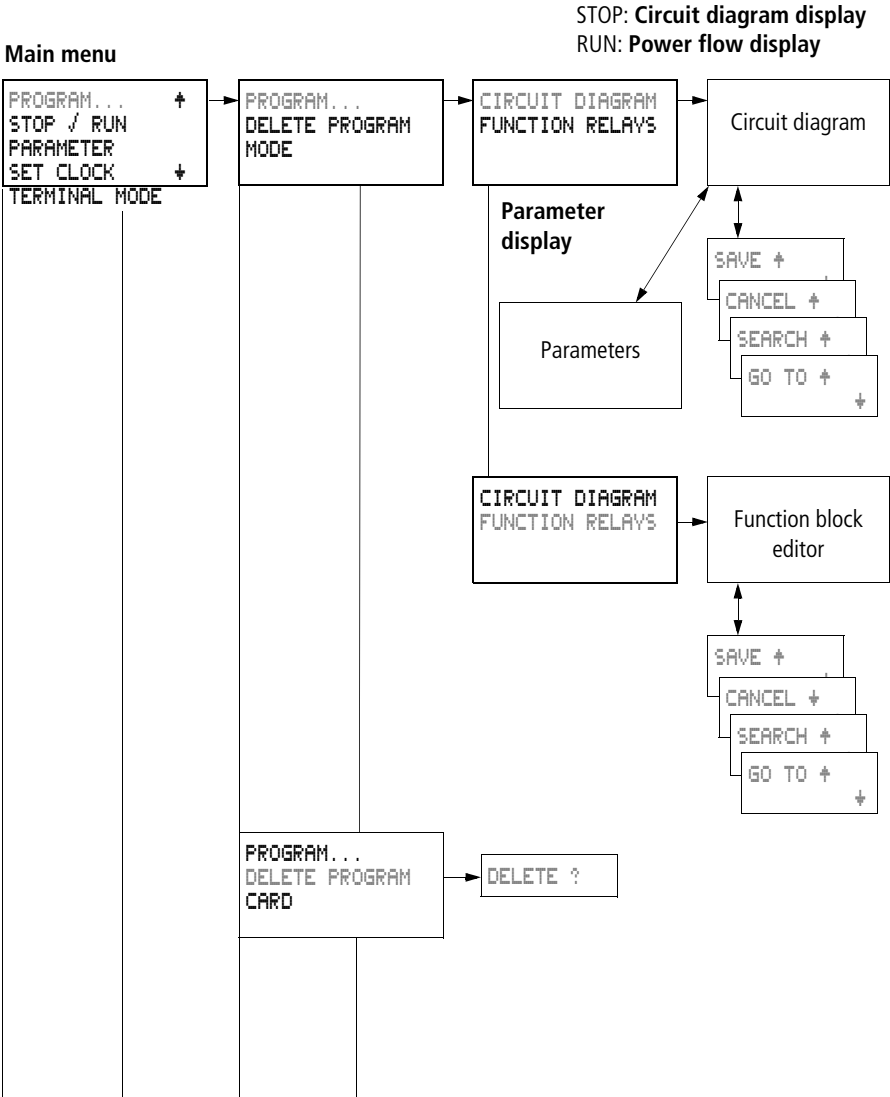 STOP: Circuit diagram display
RUN: Power flow display
Main menu
PROGRAM...
STOP √ RUN
PARAMETER
SET CLOCK
TERMINAL MODE
PROGRAM...
DELETE PROGRAM
MODE
CIRCUIT DIAGRAM
FUNCTION RELAYS
Circuit diagram
Parameter
display
Parameters
SAVE ↑
CANCEL ↑
SEARCH ↑
GO TO ↑
↓
CIRCUIT DIAGRAM
FUNCTION RELAYS
Function block
editor
SAVE ↑
CANCEL ↓
SEARCH ↑
GO TO ↑
↓
PROGRAM...
DELETE PROGRAM
CARD
DELETE ?